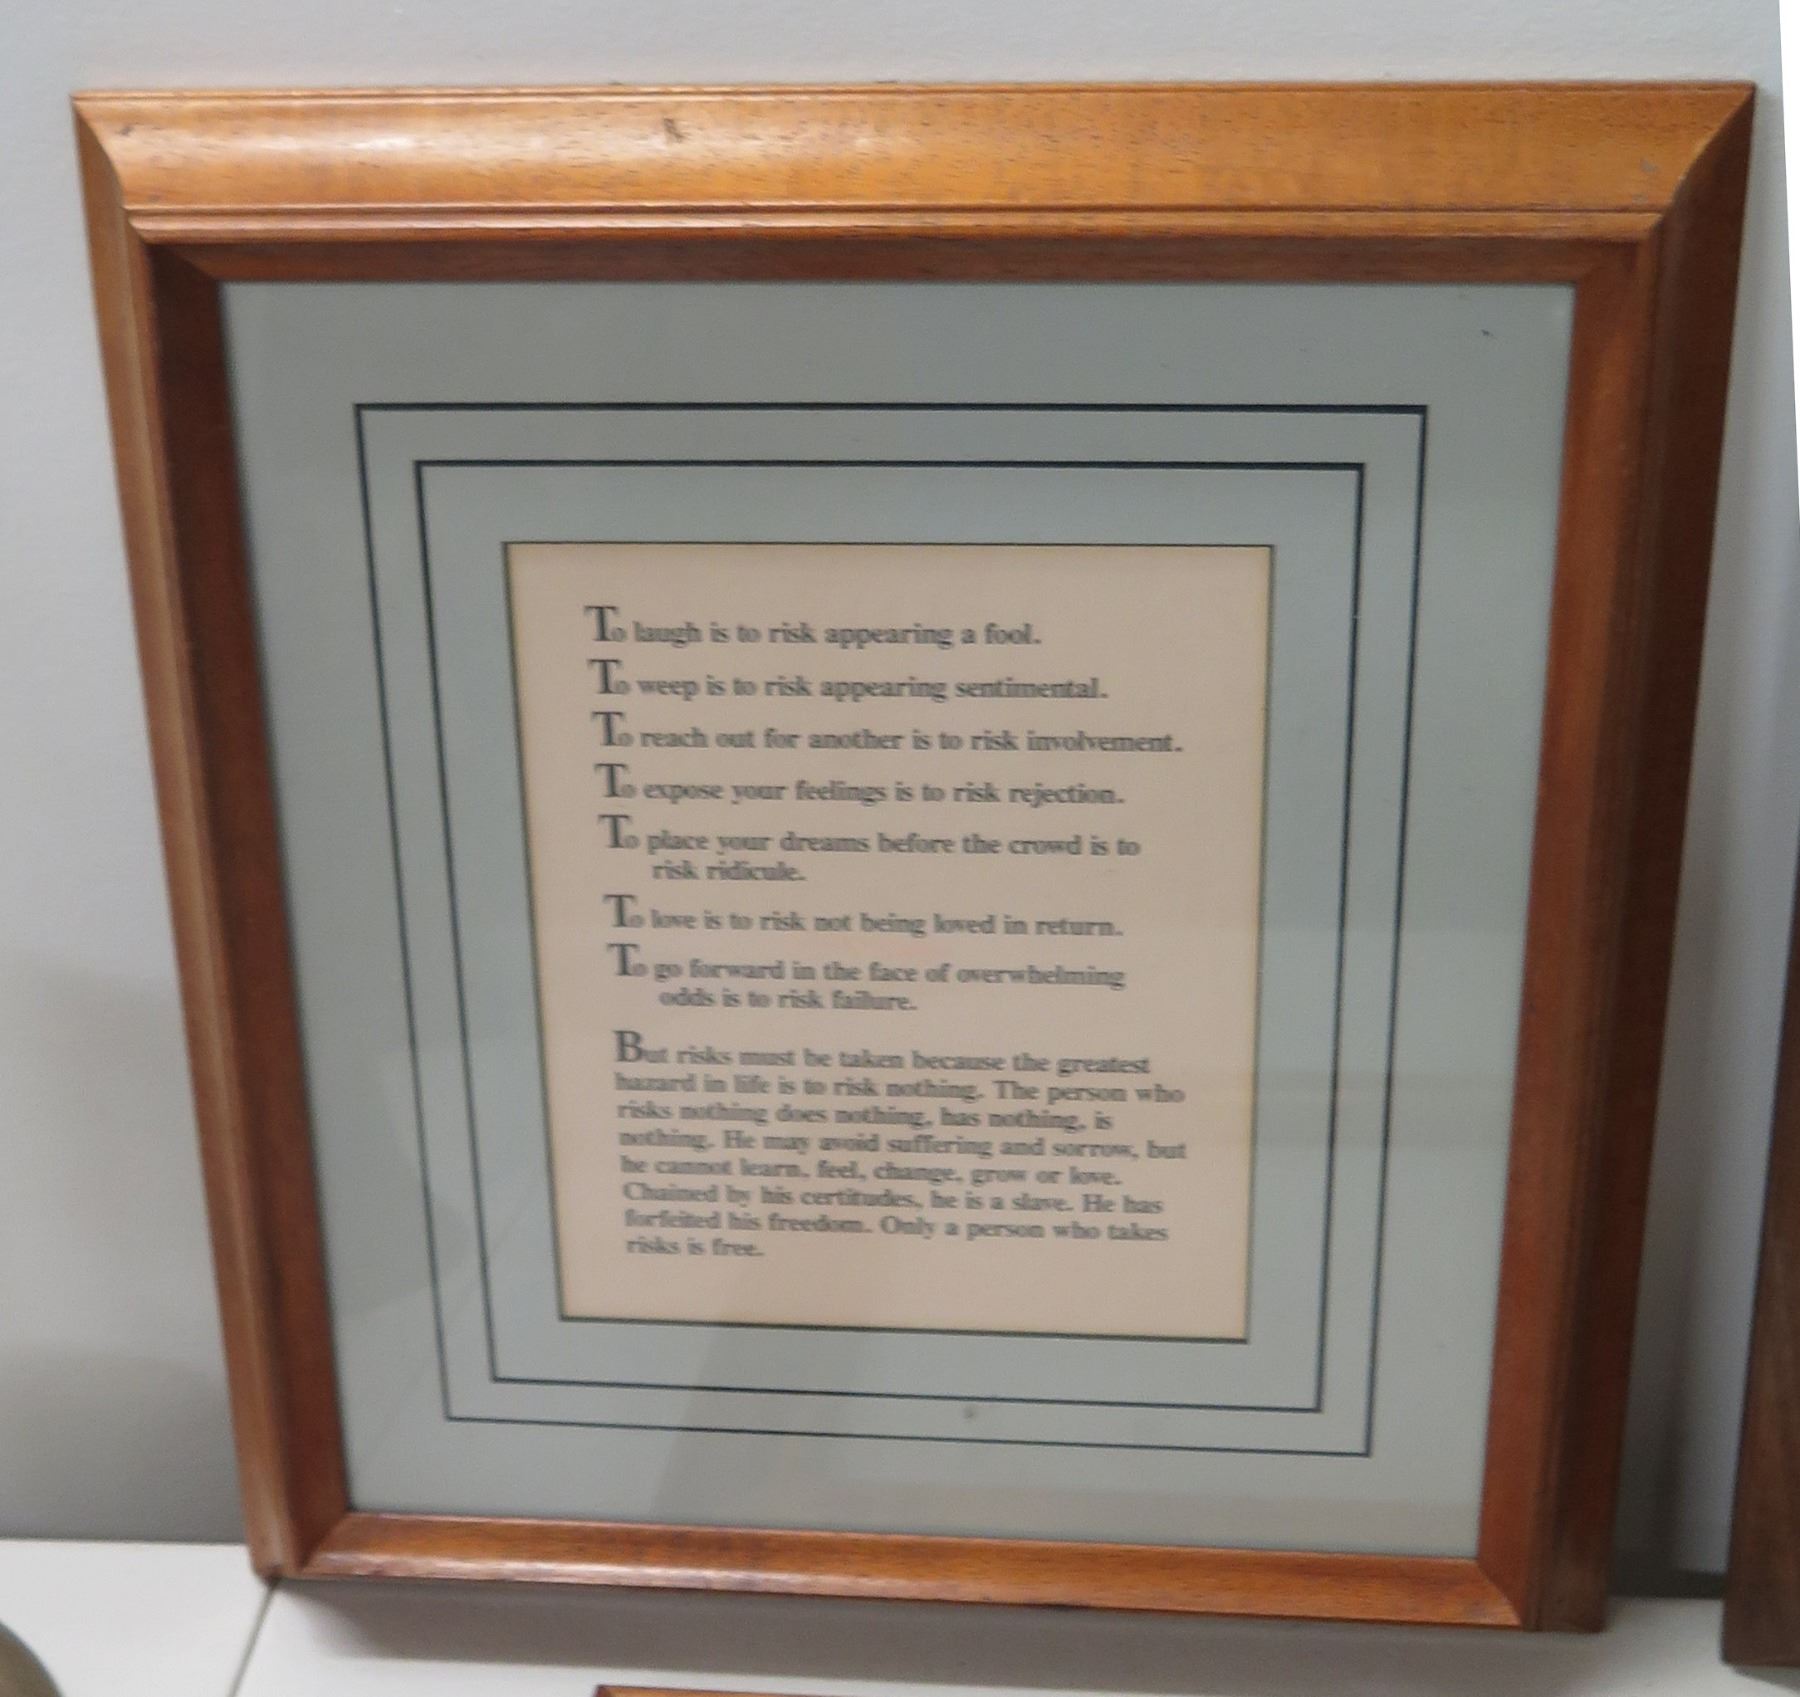 To laugh is to risk appearing a fool.
To weep is to risk appearing sentimental.
To reach out for another is to risk involvement.
To expose your feelings is to risk rejection.
To place your dreams before the crowd is to
risk ridicule.
To love is to risk not being loved in return.
To go forward in the face of overwhelming
odds is to risk failure.
But risks must be taken because the greatest
hazard in life is to risk nothing. The person who
risks nothing does nothing, has nothing, is
nothing. He may avoid suffering and sorrow, but
he cannot learn, feel, change, grow or love.
Chained by his certitudes, he is a slave. He has
forfeited his freedom. Only a person who takes
risks is free.